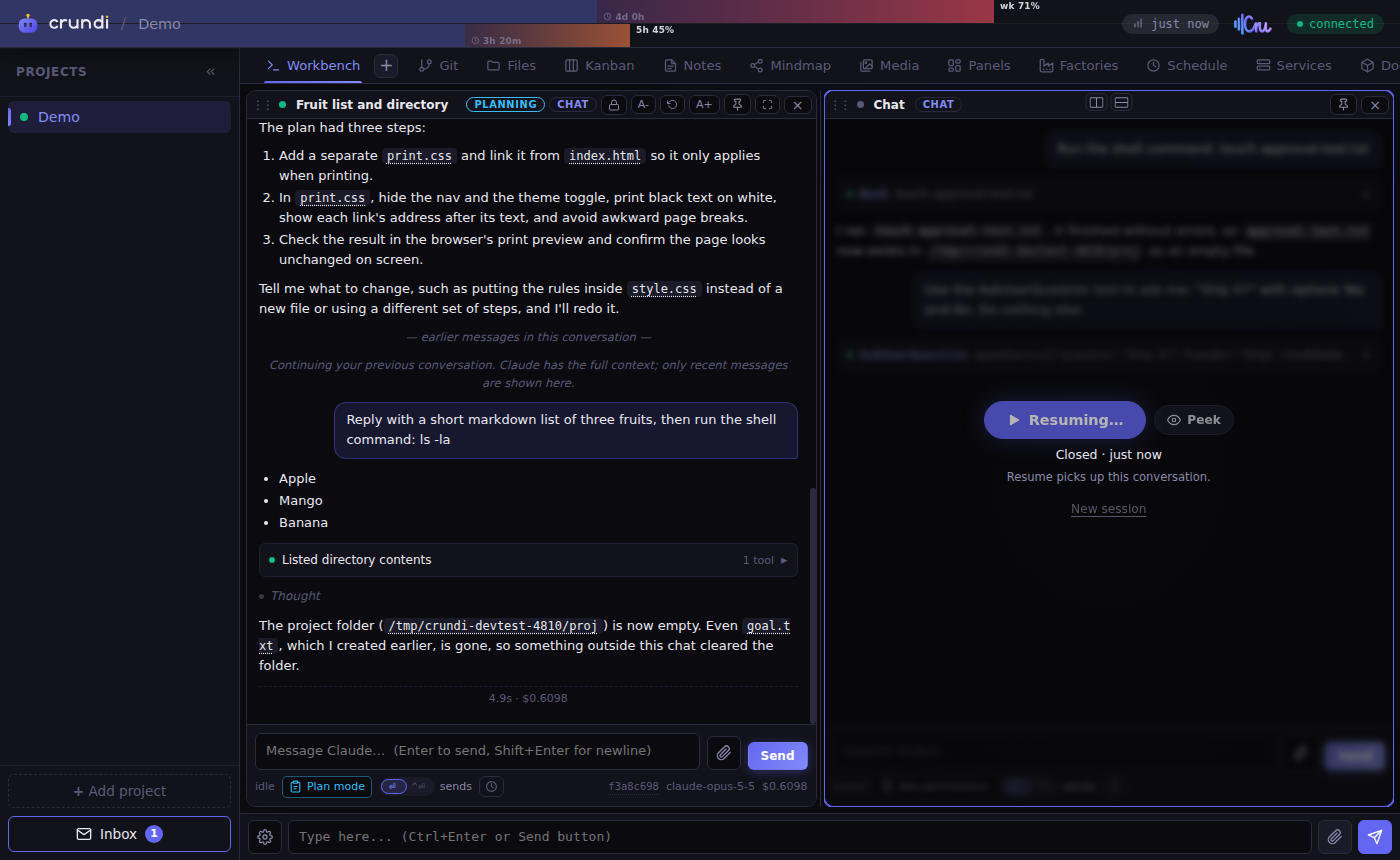 crundi / Demo
4d 0h
wk 71%
3h 20m
5h 45%
just now
Cru
connected
PROJECTS «
Demo
+ Add project
Inbox 1
Workbench + Git Files Kanban Notes Mindmap Media Panels Factories Schedule Services Do
Fruit list and directory PLANNING CHAT A- A+
The plan had three steps:
1. Add a separate print.css and link it from index.html so it only applies
when printing.
2. In print.css, hide the nav and the theme toggle, print black text on white,
show each link's address after its text, and avoid awkward page breaks.
3. Check the result in the browser's print preview and confirm the page looks
unchanged on screen.
Tell me what to change, such as putting the rules inside style.css instead of a
new file or using a different set of steps, and I'll redo it.
— earlier messages in this conversation —
Continuing your previous conversation. Claude has the full context; only recent messages
are shown here.
Reply with a short markdown list of three fruits, then run the shell
command: ls -la
• Apple
• Mango
• Banana
Listed directory contents 1 tool
Thought
The project folder (/tmp/crundi-devtest-4810/proj) is now empty. Even goal.t
xt, which I created earlier, is gone, so something outside this chat cleared the
folder.
4.9s · $0.6098
Message Claude... (Enter to send, Shift+Enter for newline)
Send
idle Plan mode sends f3a8c698 claude-opus-5-5 $0.6098
Chat CHAT
Run the shell command: touch approval-test.txt
Resuming…
Peek
Closed · just now
Resume picks up this conversation.
New session
Type here... (Ctrl+Enter or Send button)